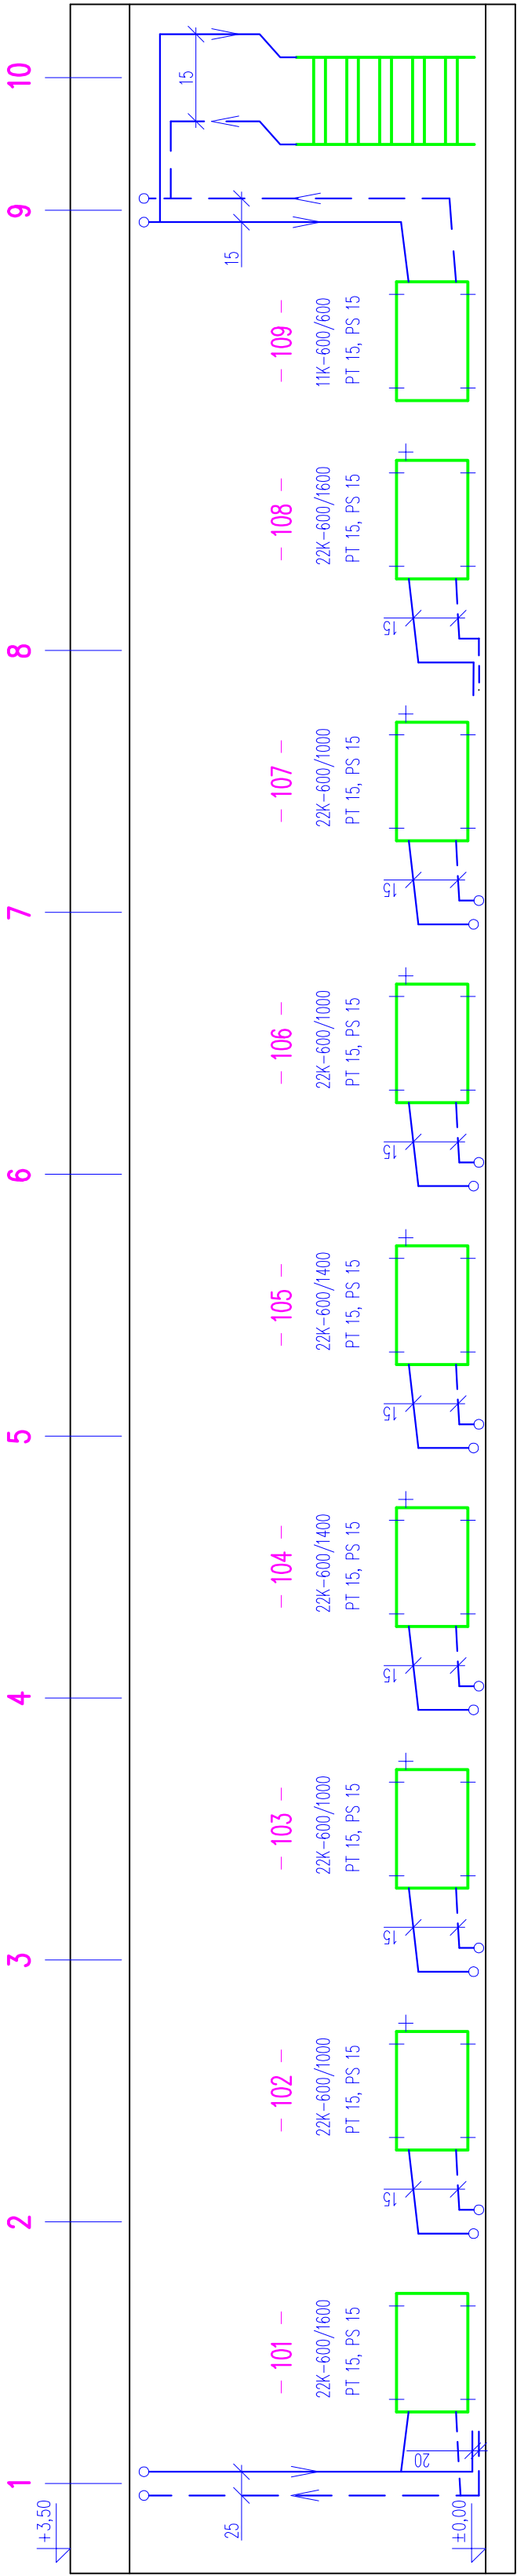 1
2
3
4
5
6
7
8
9
10
+3,50
- 101 -
22K-600/1600
PT 15, PS 15
- 102 -
22K-600/1000
PT 15, PS 15
- 103 -
22K-600/1000
PT 15, PS 15
- 104 -
22K-600/1400
PT 15, PS 15
- 105 -
22K-600/1400
PT 15, PS 15
- 106 -
22K-600/1000
PT 15, PS 15
- 107 -
22K-600/1000
PT 15, PS 15
- 108 -
22K-600/1600
PT 15, PS 15
- 109 -
11K-600/600
PT 15, PS 15
25
20
15
15
15
15
15
15
15
15
15
±0,00